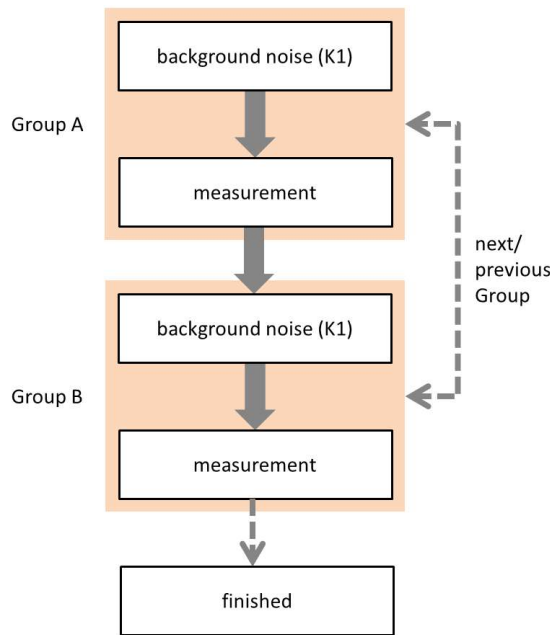 background noise (K1)
Group A
measurement
next/
previous
Group
background noise (K1)
Group B
measurement
finished